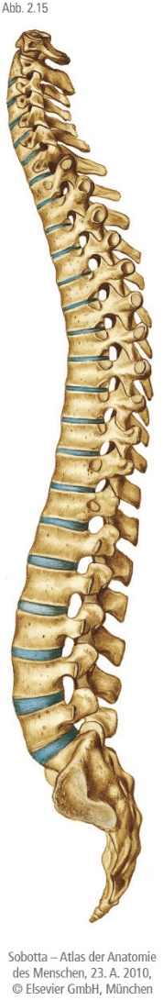 Abb. 2.15
Sobotta – Atlas der Anatomie
des Menschen, 23. A. 2010,
© Elsevier GmbH, München